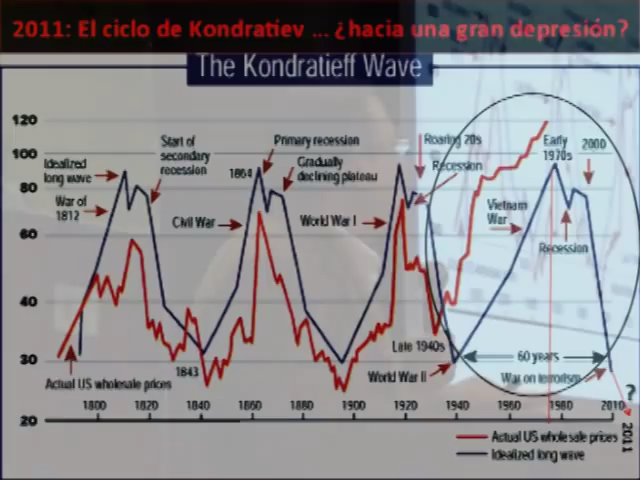 2011: El ciclo de Kondratiev ... ¿hacia una gran depresión?
The Kondratieff Wave
120
100
80
60
40
30
20
Idealized
long wave
War of
1812
Start of
secondary
recession
1864
Primary recession
Gradually
declining plateau
Civil War
World War I
Roaring 20s
Recession
Early
1970s
2000
Vietnam
War
Recession
Late 1940s
60 years
World War II
War on terrorism
1843
Actual US wholesale prices
?
1800
1820
1840
1860
1880
1900
1920
1940
1960
1980
2010
2011
Actual US wholesale prices
Idealized long wave